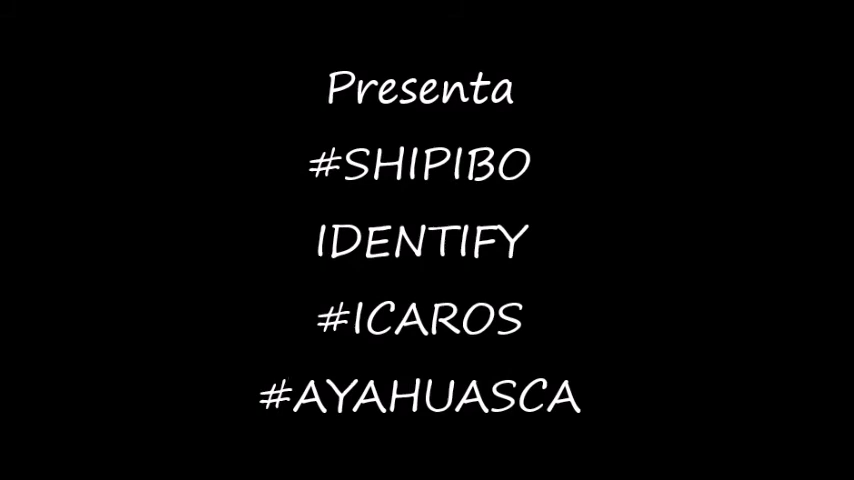 Presenta
#SHIPIBO
IDENTIFY
#ICAROS
#AYAHUASCA